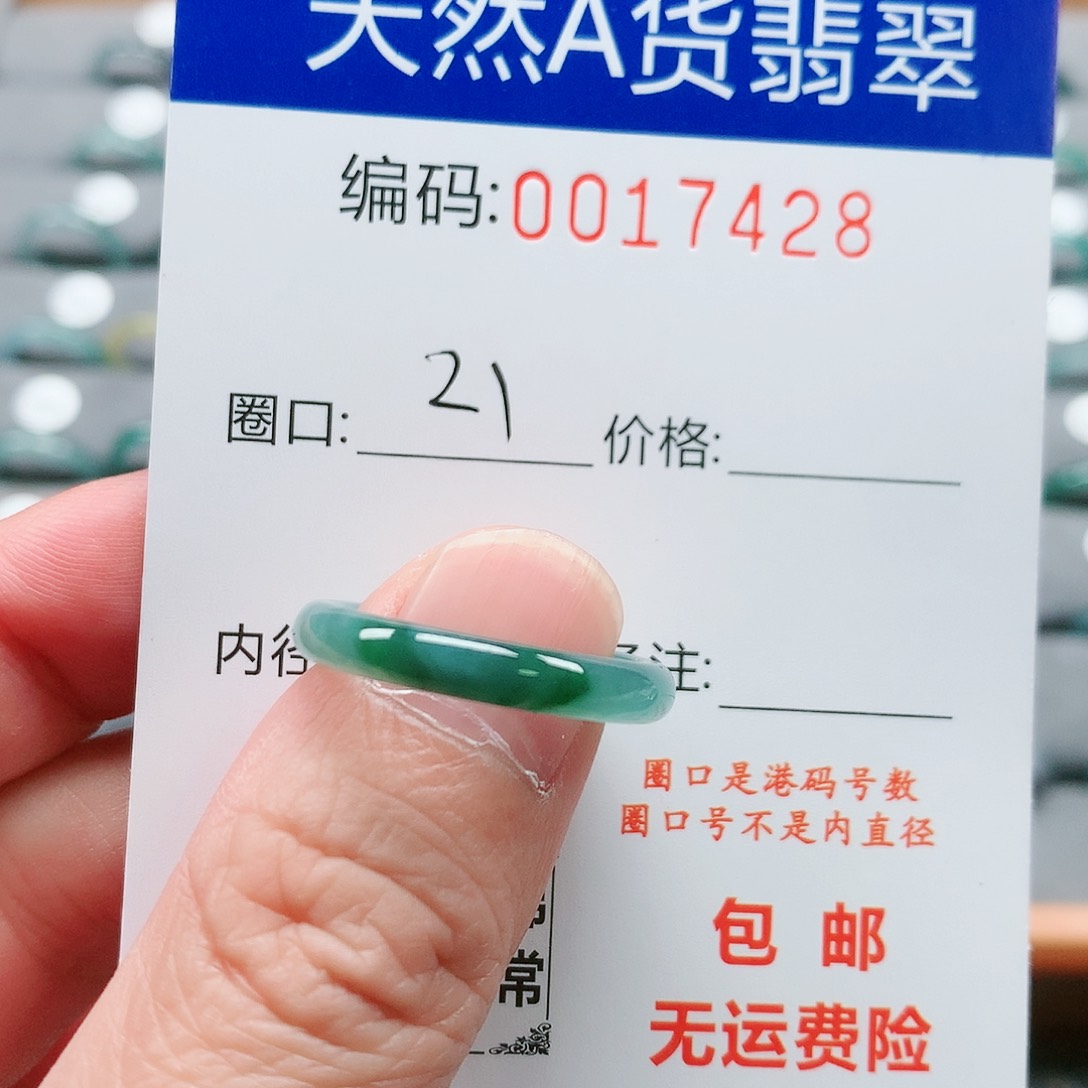 天然A货翡翠
编码:0017428
圈口: 21 价格:
内径 注:
圈口是港码号数
圈口号不是内直径
包邮
常
无运费险